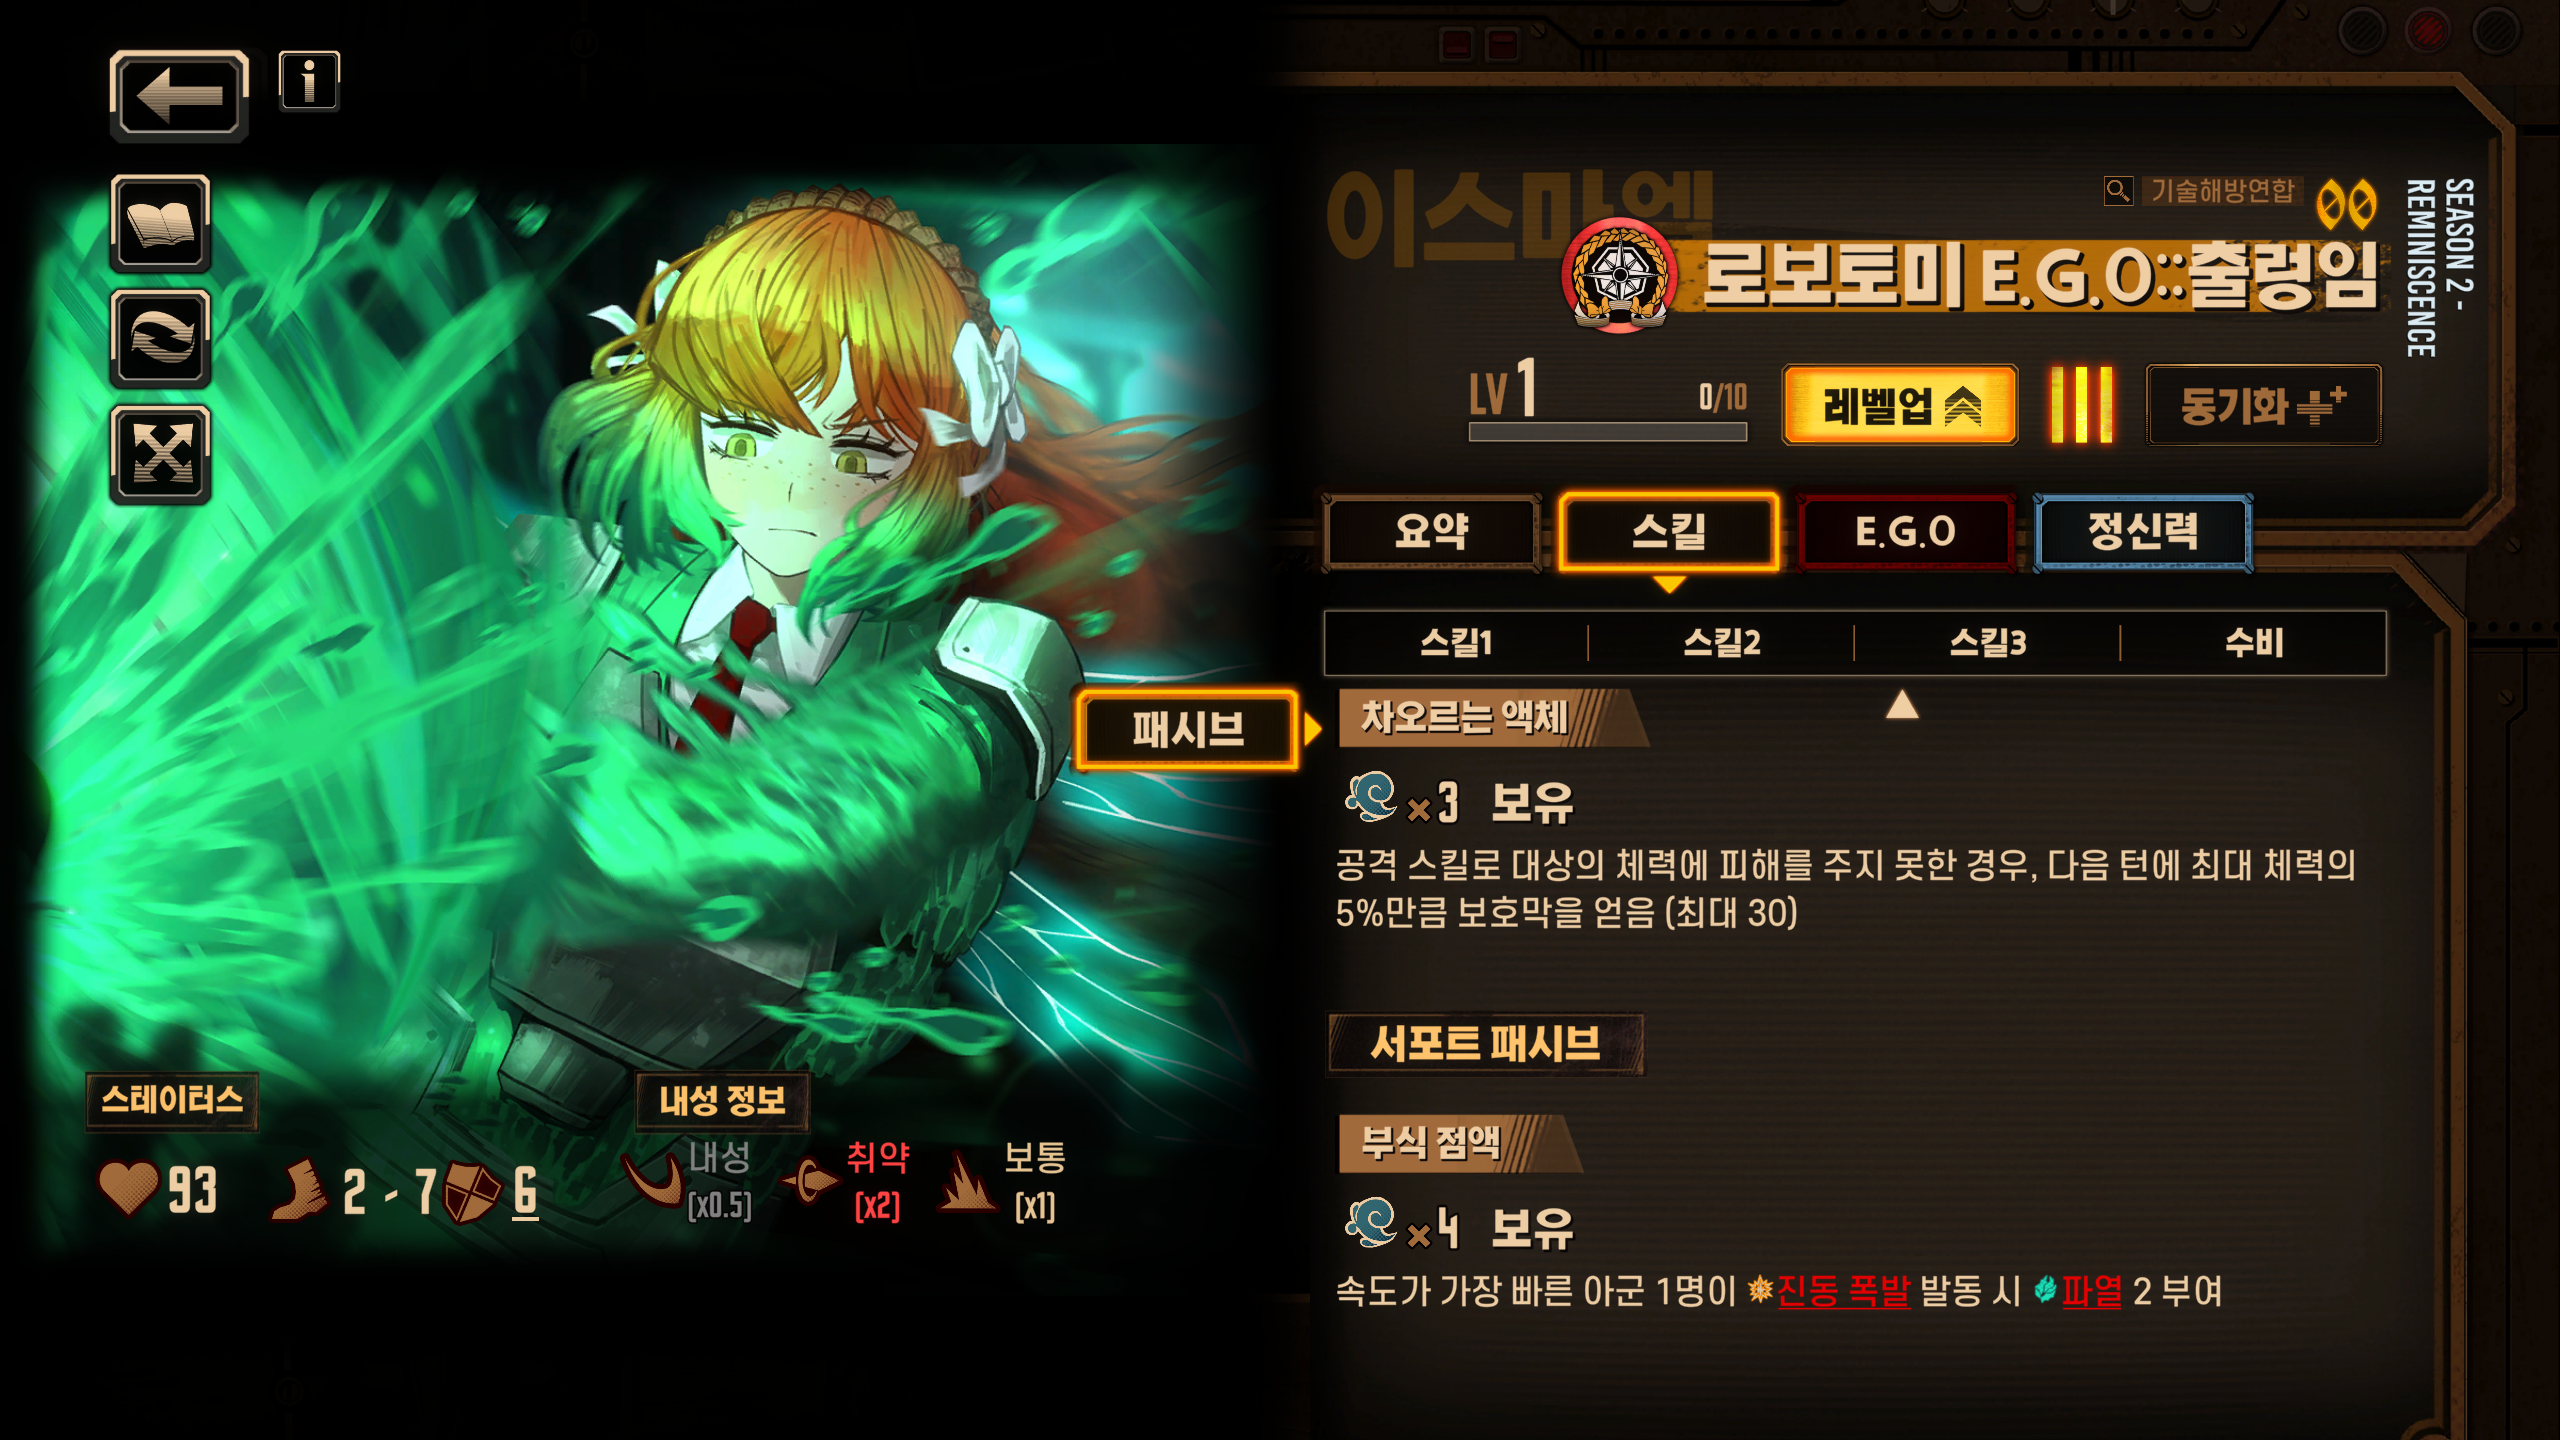 이스마엘
기술해방연합
로보토미 E.G.O::출렁임
SEASON 2 -
REMINISCENCE
LV 1
0/10
레벨업
동기화
요약
스킬
E.G.O
정신력
스킬1
스킬2
스킬3
수비
패시브
차오르는 액체
×3 보유
공격 스킬로 대상의 체력에 피해를 주지 못한 경우, 다음 턴에 최대 체력의
5%만큼 보호막을 얻음 (최대 30)
서포트 패시브
부식 점액
×4 보유
속도가 가장 빠른 아군 1명이 진동 폭발 발동 시 파열 2 부여
스테이터스
93
2 - 7
6
내성 정보
내성
(x0.5)
취약
(x2)
보통
(x1)